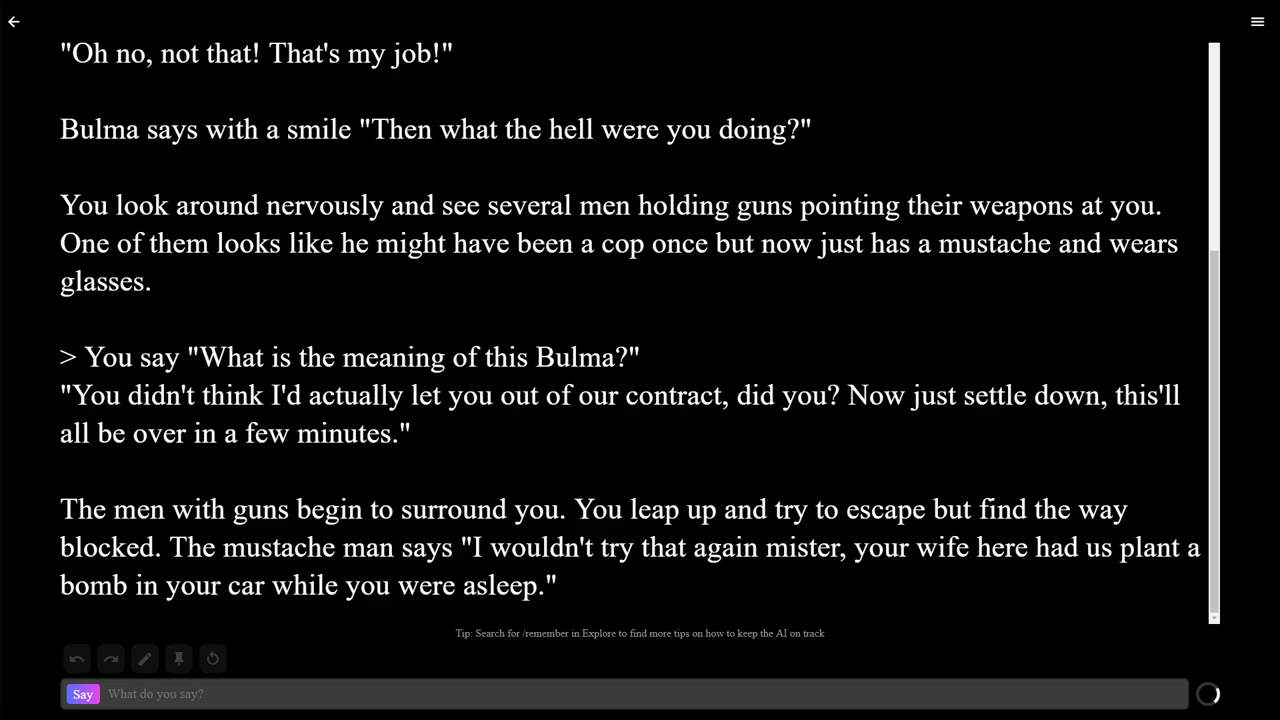 "Oh no, not that! That's my job!"
Bulma says with a smile "Then what the hell were you doing?"
You look around nervously and see several men holding guns pointing their weapons at you.
One of them looks like he might have been a cop once but now just has a mustache and wears
glasses.
> You say "What is the meaning of this Bulma?"
"You didn't think I'd actually let you out of our contract, did you? Now just settle down, this'll
all be over in a few minutes."
The men with guns begin to surround you. You leap up and try to escape but find the way
blocked. The mustache man says "I wouldn't try that again mister, your wife here had us plant a
bomb in your car while you were asleep."
Tip: Search for /remember in Explore to find more tips on how to keep the AI on track
Say What do you say?